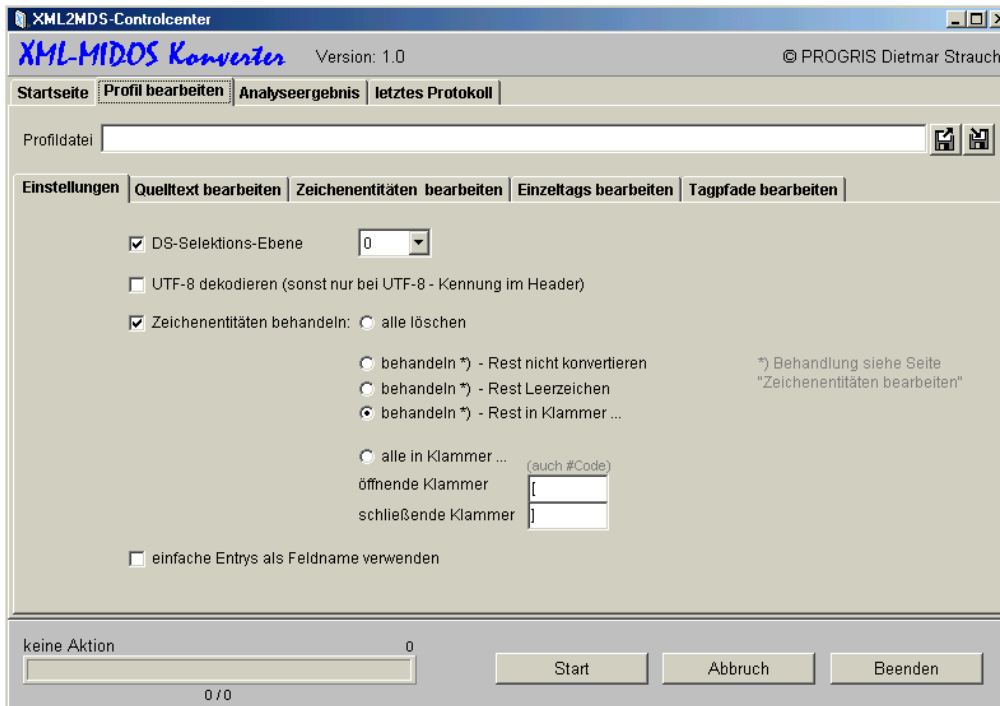 XML2MDS-Controlcenter
XML-MIDOS Konverter Version: 1.0 © PROGRIS Dietmar Strauch
Startseite Profil bearbeiten Analyseergebnis letztes Protokoll
Profildatei
Einstellungen Quelltext bearbeiten Zeichenentitäten bearbeiten Einzeltags bearbeiten Tagpfade bearbeiten
DS-Selektions-Ebene 0
UTF-8 dekodieren (sonst nur bei UTF-8 - Kennung im Header)
Zeichenentitäten behandeln: alle löschen
behandeln *) - Rest nicht konvertieren *) Behandlung siehe Seite
behandeln *) - Rest Leerzeichen "Zeichenentitäten bearbeiten"
behandeln *) - Rest in Klammer ...
alle in Klammer ... (auch #Code)
öffnende Klammer [
schließende Klammer ]
einfache Entrys als Feldname verwenden
keine Aktion 0
Start Abbruch Beenden
0 / 0